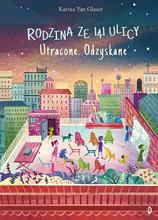 Karina Yan Glaser
RODZINA ZE 141 ULICY
Utracone. Odzyskane